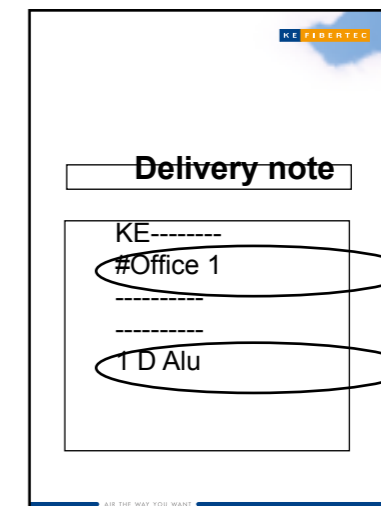 KE FIBERTEC
Delivery note
KE--------
#Office 1
----------
----------
1 D Alu
AIR THE WAY YOU WANT